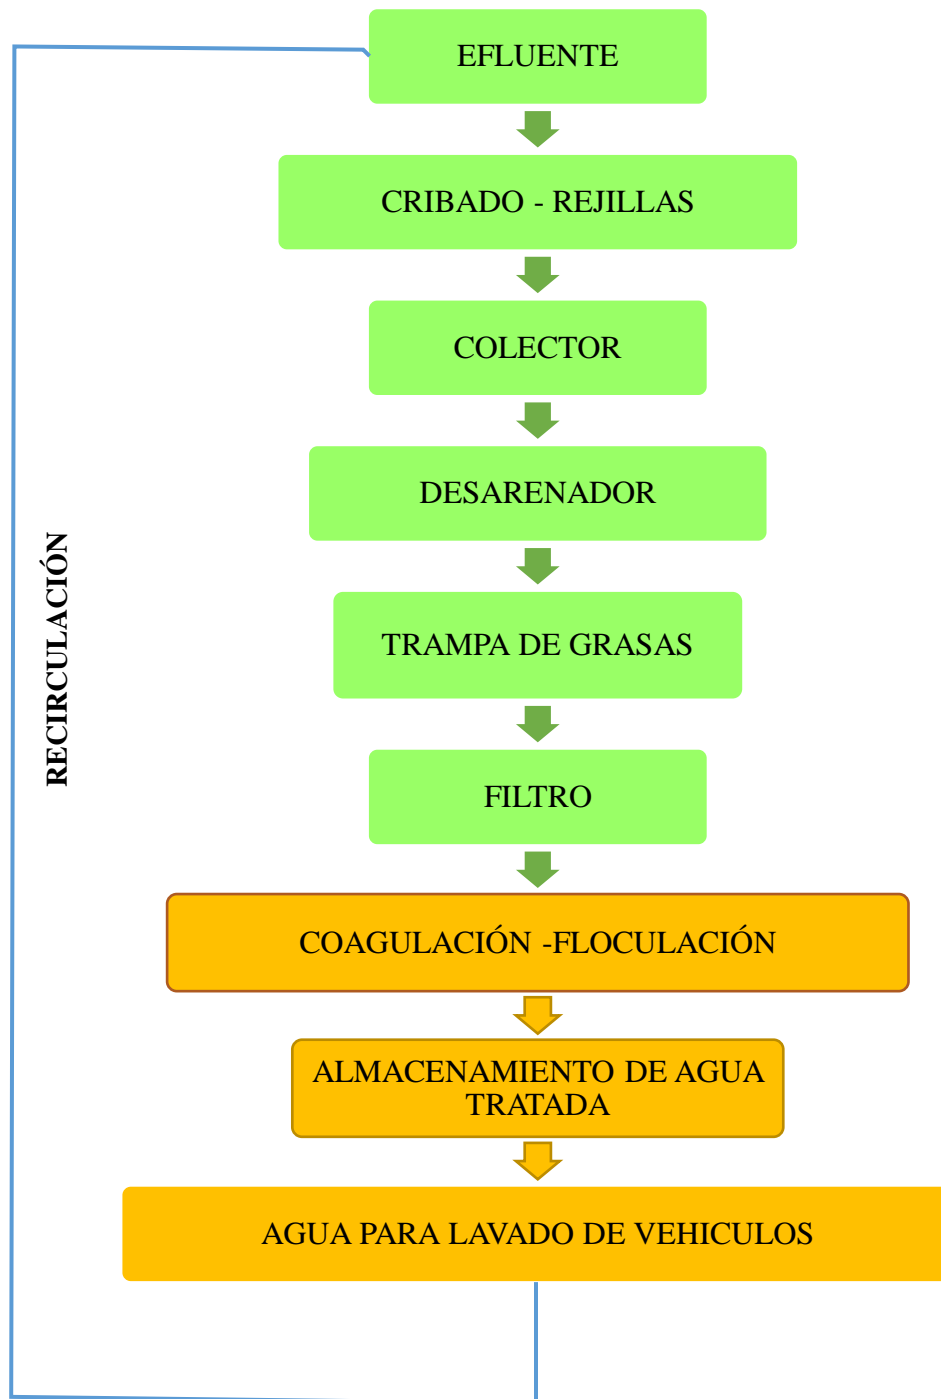 EFLUENTE
CRIBADO - REJILLAS
COLECTOR
DESARENADOR
TRAMPA DE GRASAS
FILTRO
COAGULACIÓN -FLOCULACIÓN
ALMACENAMIENTO DE AGUA
TRATADA
AGUA PARA LAVADO DE VEHICULOS
RECIRCULACIÓN